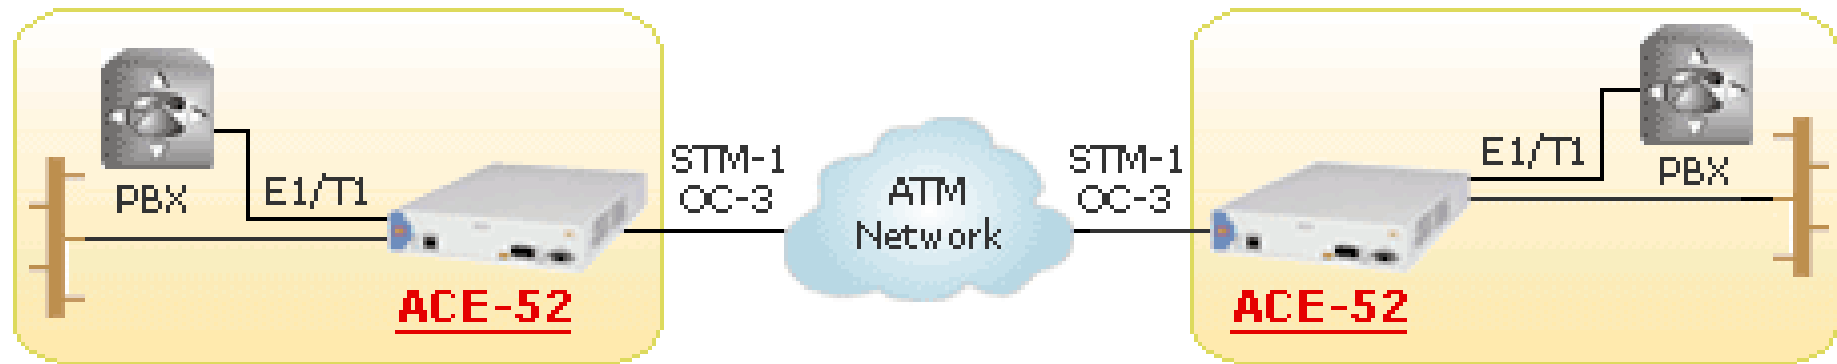 PBX
E1/T1
ACE-52
STM-1
OC-3
ATM
Network
STM-1
OC-3
E1/T1
PBX
ACE-52